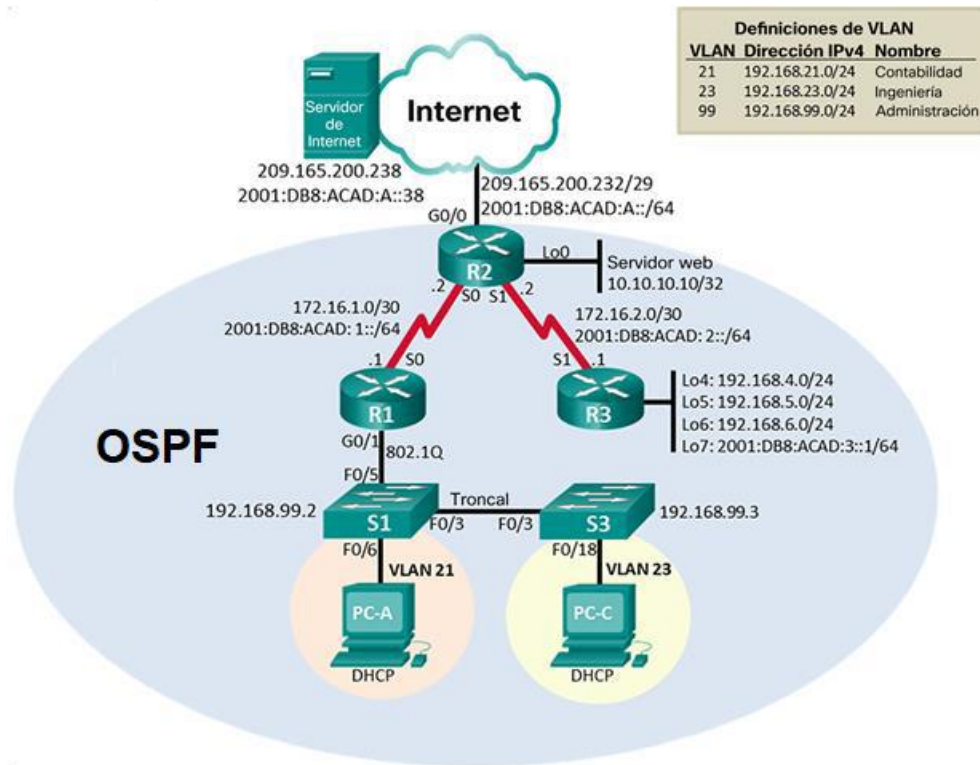 Definiciones de VLAN
VLAN Dirección IPv4 Nombre
21 192.168.21.0/24 Contabilidad
23 192.168.23.0/24 Ingeniería
99 192.168.99.0/24 Administración
Servidor
de
Internet
Internet
209.165.200.238
2001:DB8:ACAD:A::38
209.165.200.232/29
2001:DB8:ACAD:A::/64
G0/0
R2
Lo0
Servidor web
10.10.10.10/32
.2
S0
S1
.2
172.16.1.0/30
2001:DB8:ACAD: 1::/64
172.16.2.0/30
2001:DB8:ACAD: 2::/64
.1
S0
S1
.1
R1
R3
Lo4: 192.168.4.0/24
Lo5: 192.168.5.0/24
Lo6: 192.168.6.0/24
Lo7: 2001:DB8:ACAD:3::1/64
OSPF
G0/1
802.1Q
F0/5
192.168.99.2
S1
F0/3
Troncal
F0/3
S3
192.168.99.3
F0/6
VLAN 21
F0/18
VLAN 23
PC-A
PC-C
DHCP
DHCP